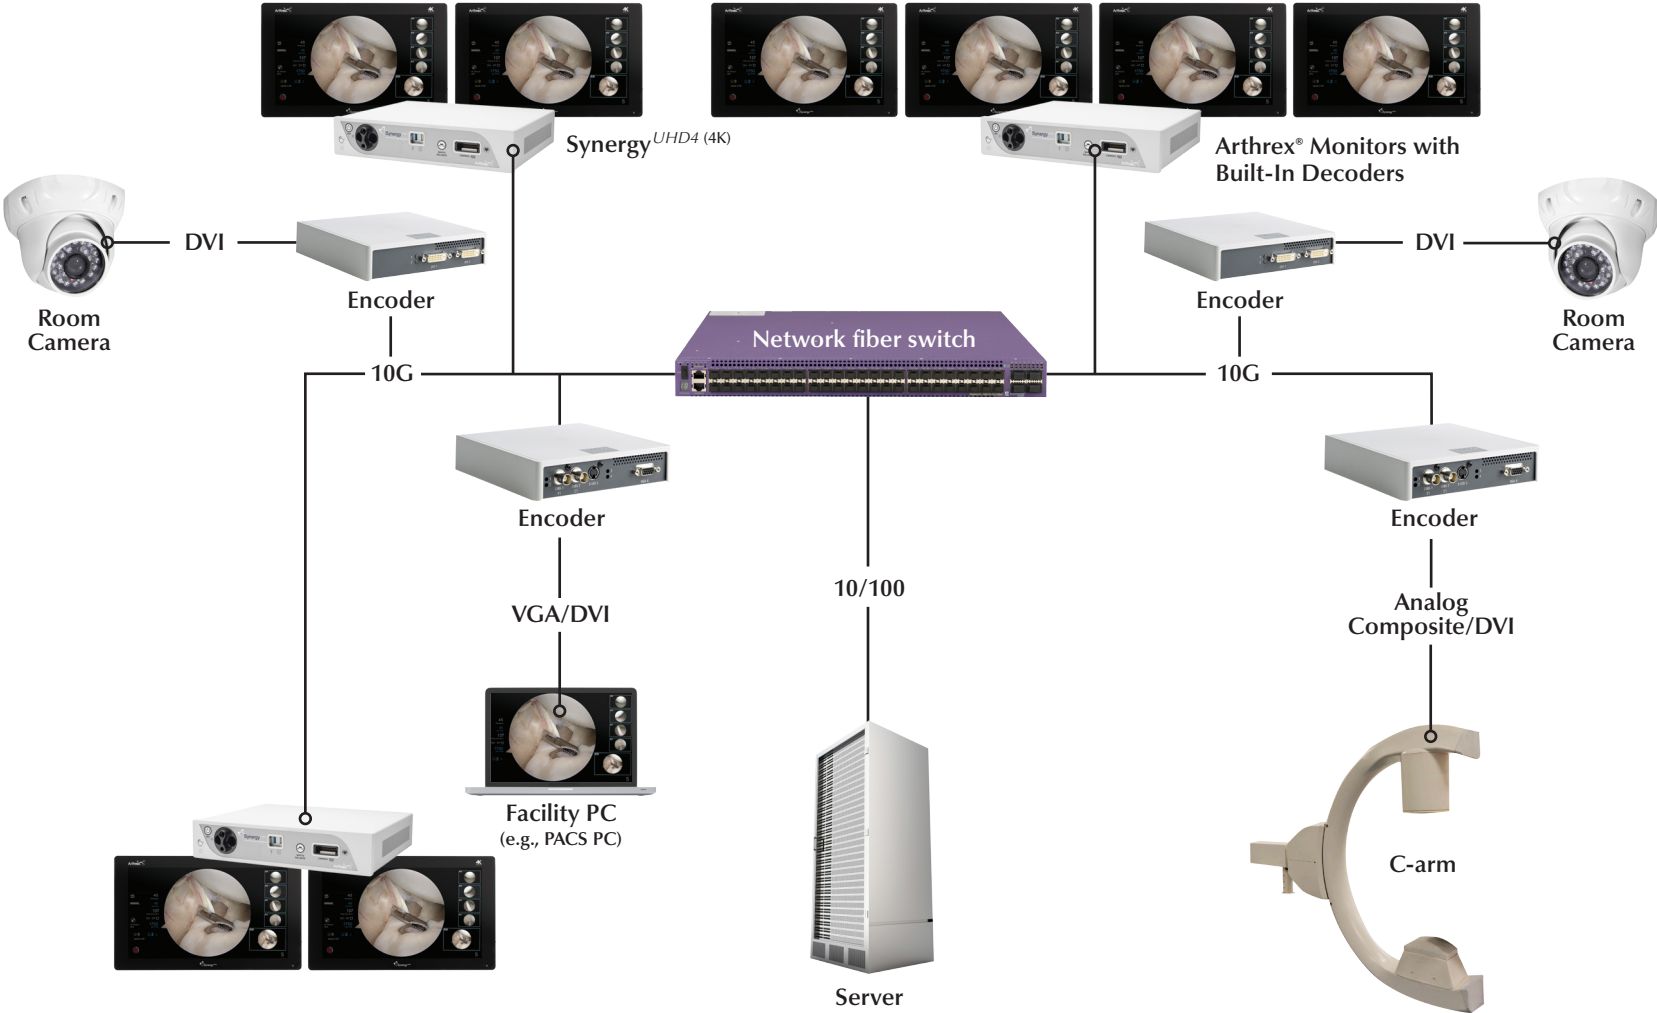 Synergy UHD4 (4K)
Arthrex® Monitors with
Built-In Decoders
DVI
DVI
Encoder
Encoder
Room
Camera
Room
Camera
Network fiber switch
10G
10G
Encoder
Encoder
VGA/DVI
10/100
Analog
Composite/DVI
Facility PC
(e.g., PACS PC)
C-arm
Server